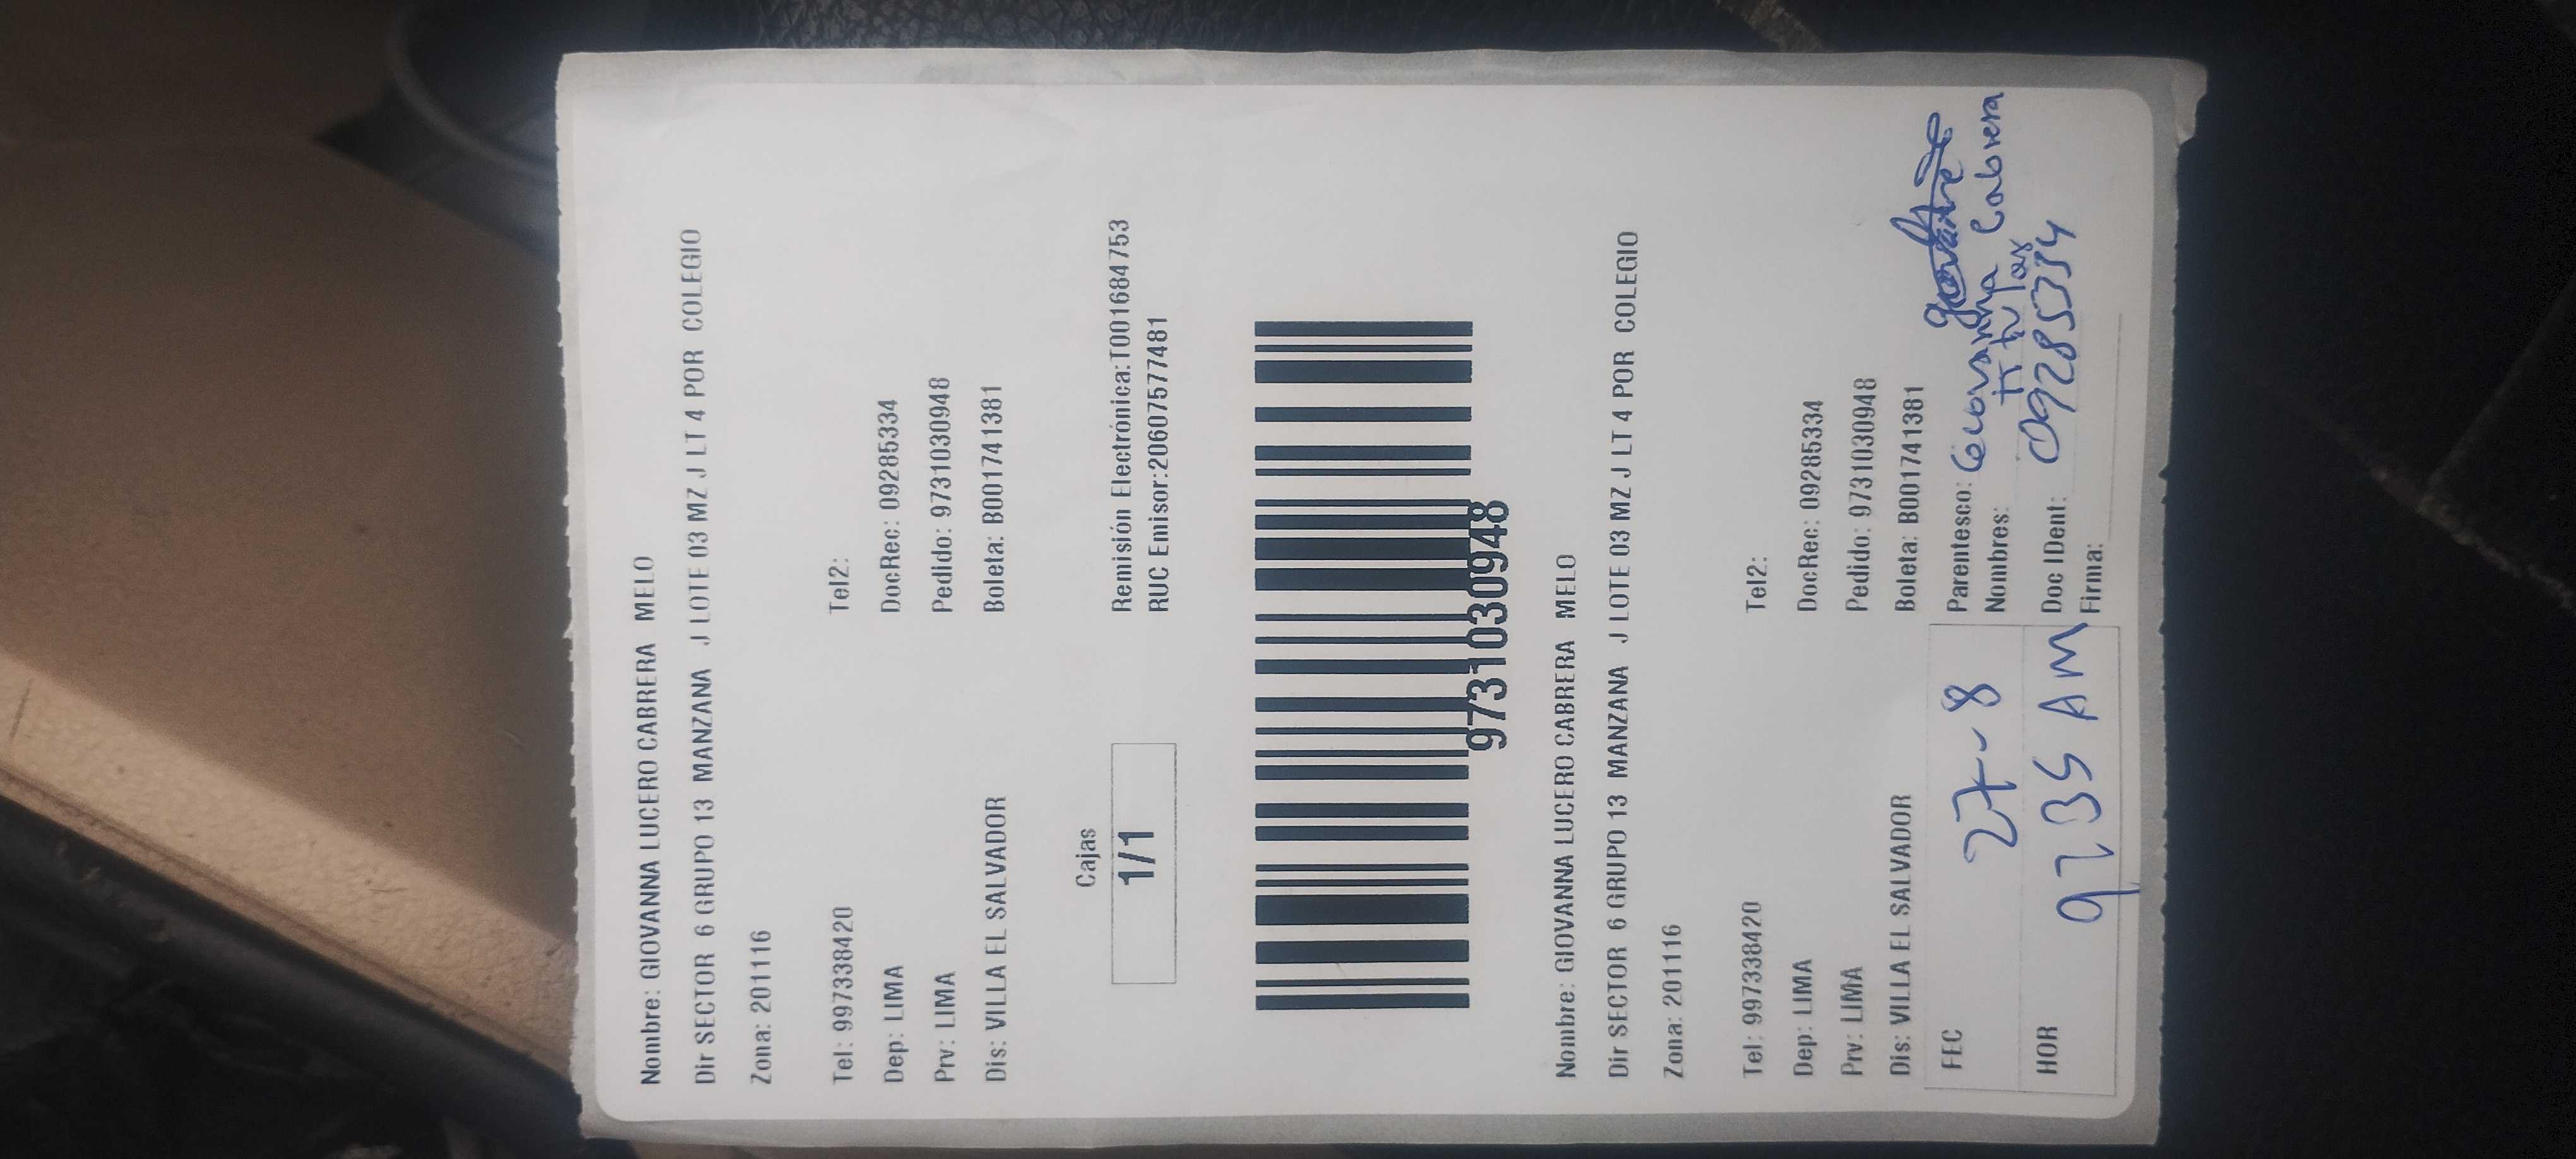 Nombre: GIOVANNA LUCERO CABRERA MELO
Dir SECTOR 6 GRUPO 13 MANZANA J LOTE 03 MZ J LT 4 POR COLEGIO
Zona: 201116
Tel: 997338420 Tel2:
Dep: LIMA DocRec: 09285334
Prv: LIMA Pedido: 97310309​48
Dis: VILLA EL SALVADOR Boleta: B001741381
Cajas
1/1
Remisión Electrónica:T001684753
RUC Emisor:20607577481
9731030948
Nombre: GIOVANNA LUCERO CABRERA MELO
Dir SECTOR 6 GRUPO 13 MANZANA J LOTE 03 MZ J LT 4 POR COLEGIO
Zona: 201116
Tel: 997338420 Tel2:
Dep: LIMA DocRec: 09285334
Prv: LIMA Pedido: 9731030948
Dis: VILLA EL SALVADOR Boleta: B001741381
FEC 27-8
Parentesco: Giovanna Cabrera
Nombres: titular
HOR 9:35 AM
Doc IDent: 09285334
Firma: